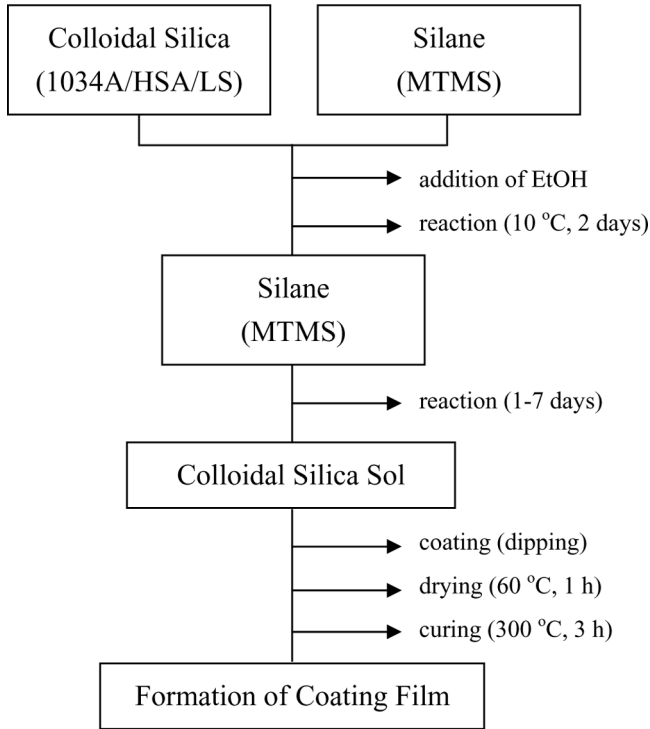 Colloidal Silica
(1034A/HSA/LS)
Silane
(MTMS)
addition of EtOH
reaction (10 °C, 2 days)
Silane
(MTMS)
reaction (1-7 days)
Colloidal Silica Sol
coating (dipping)
drying (60 °C, 1 h)
curing (300 °C, 3 h)
Formation of Coating Film